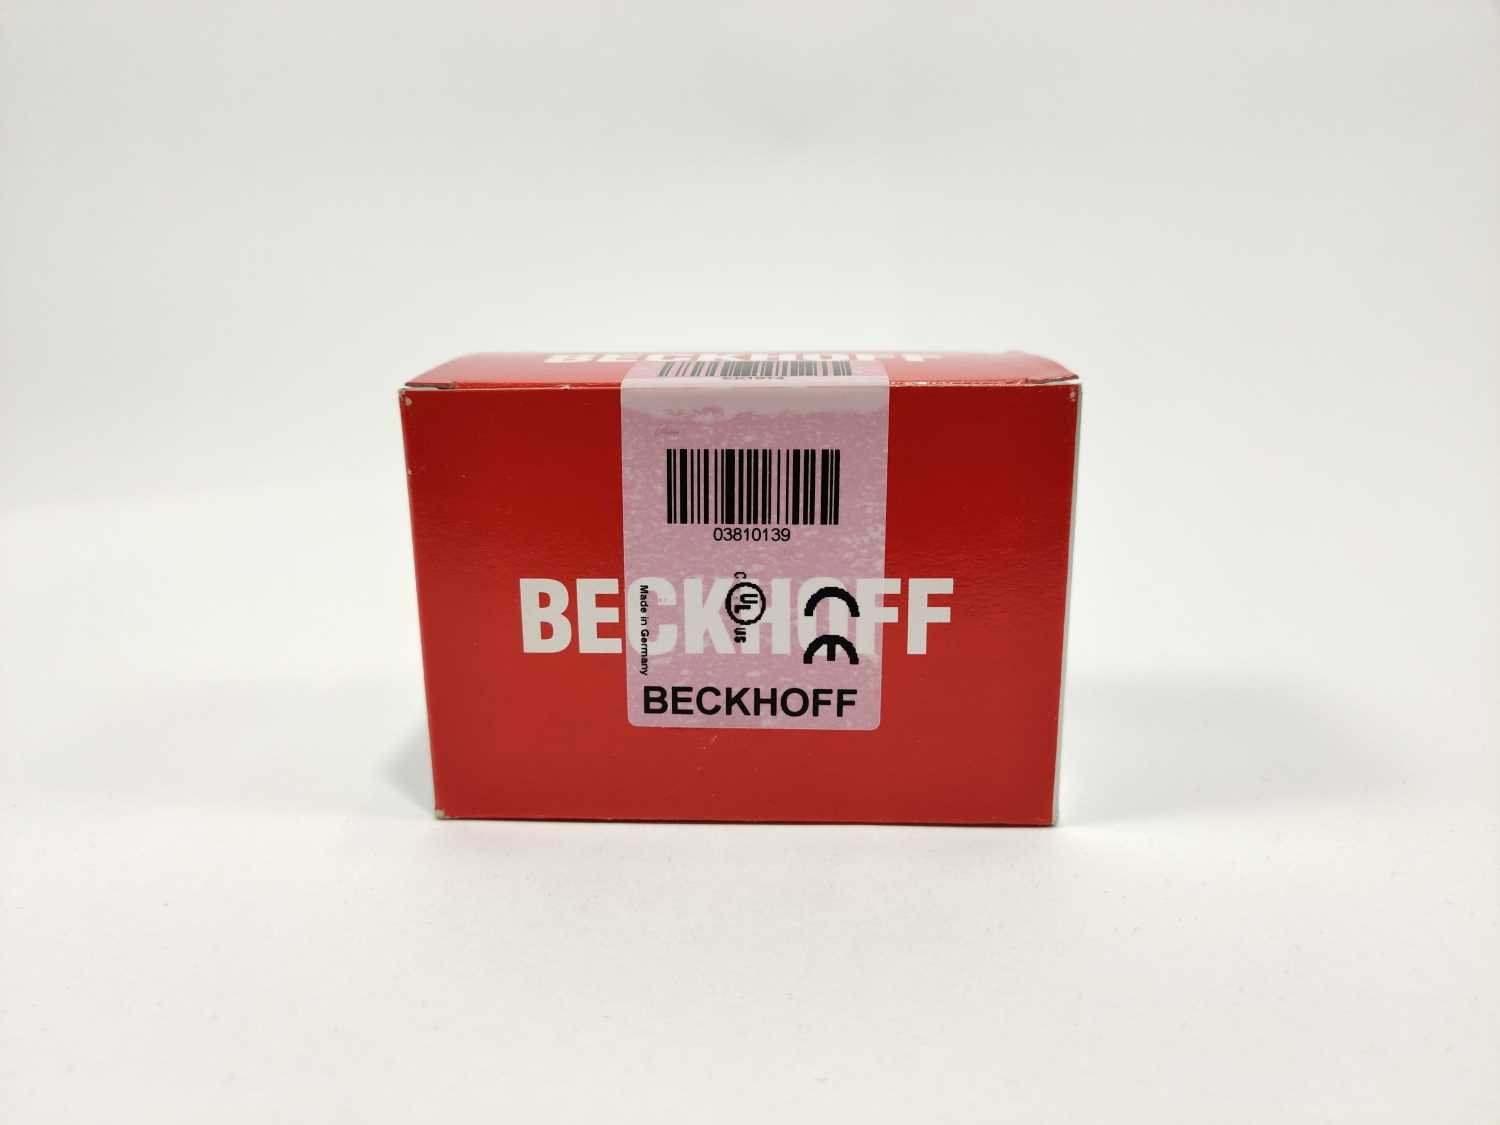 BECKHOFF
03810139
BECKHOFF
Made in Germany
C UL US
CE
BECKHOFF